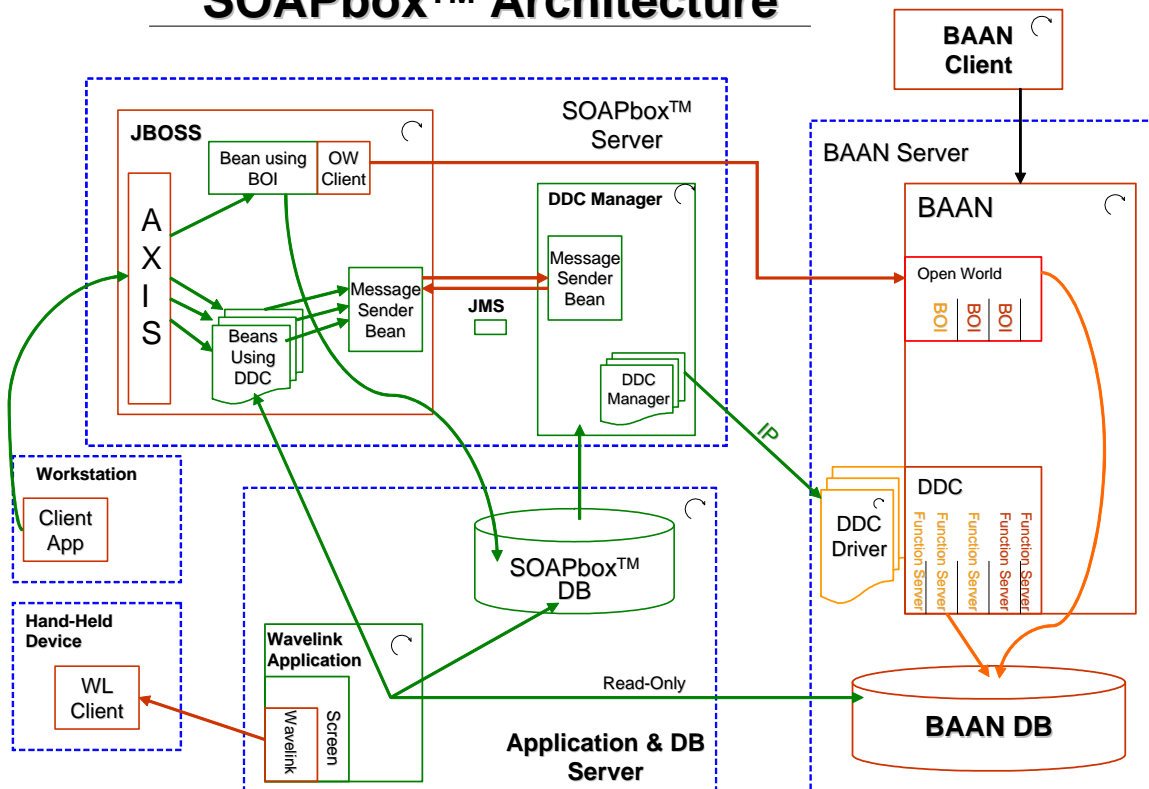 SOAPbox™ Architecture
BAAN
Client
SOAPbox™
Server
JBOSS
Bean using
BOI
OW
Client
BAAN Server
A
X
I
S
DDC Manager
BAAN
Message
Sender
Bean
Message
Sender
Bean
JMS
Open World
BOI
BOI
BOI
Beans
Using
DDC
DDC
Manager
IP
Workstation
Client
App
DDC
Driver
DDC
Function Server
Function Server
Function Server
Function Server
Function Server
SOAPbox™
DB
Hand-Held
Device
WL
Client
Wavelink
Application
Screen
Wavelink
Read-Only
Application & DB
Server
BAAN DB